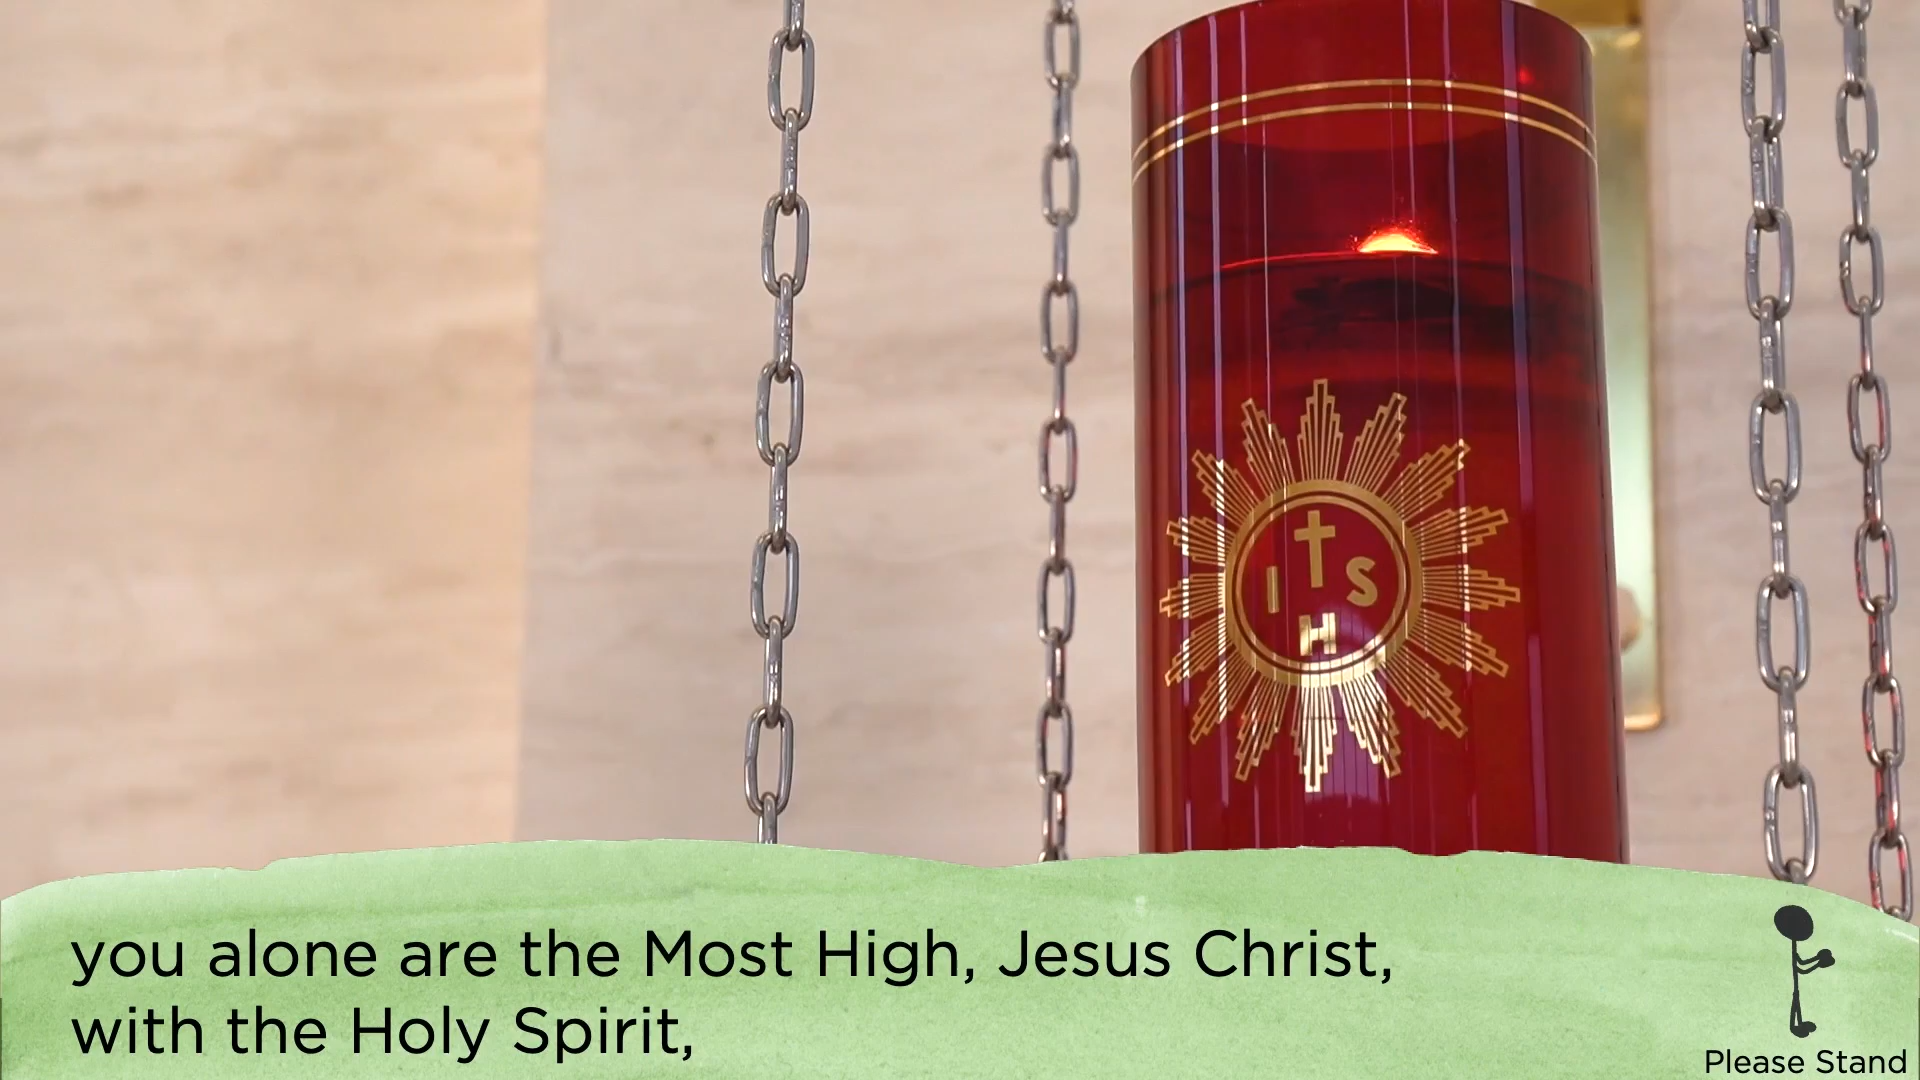 I S
H
you alone are the Most High, Jesus Christ,
with the Holy Spirit,
Please Stand